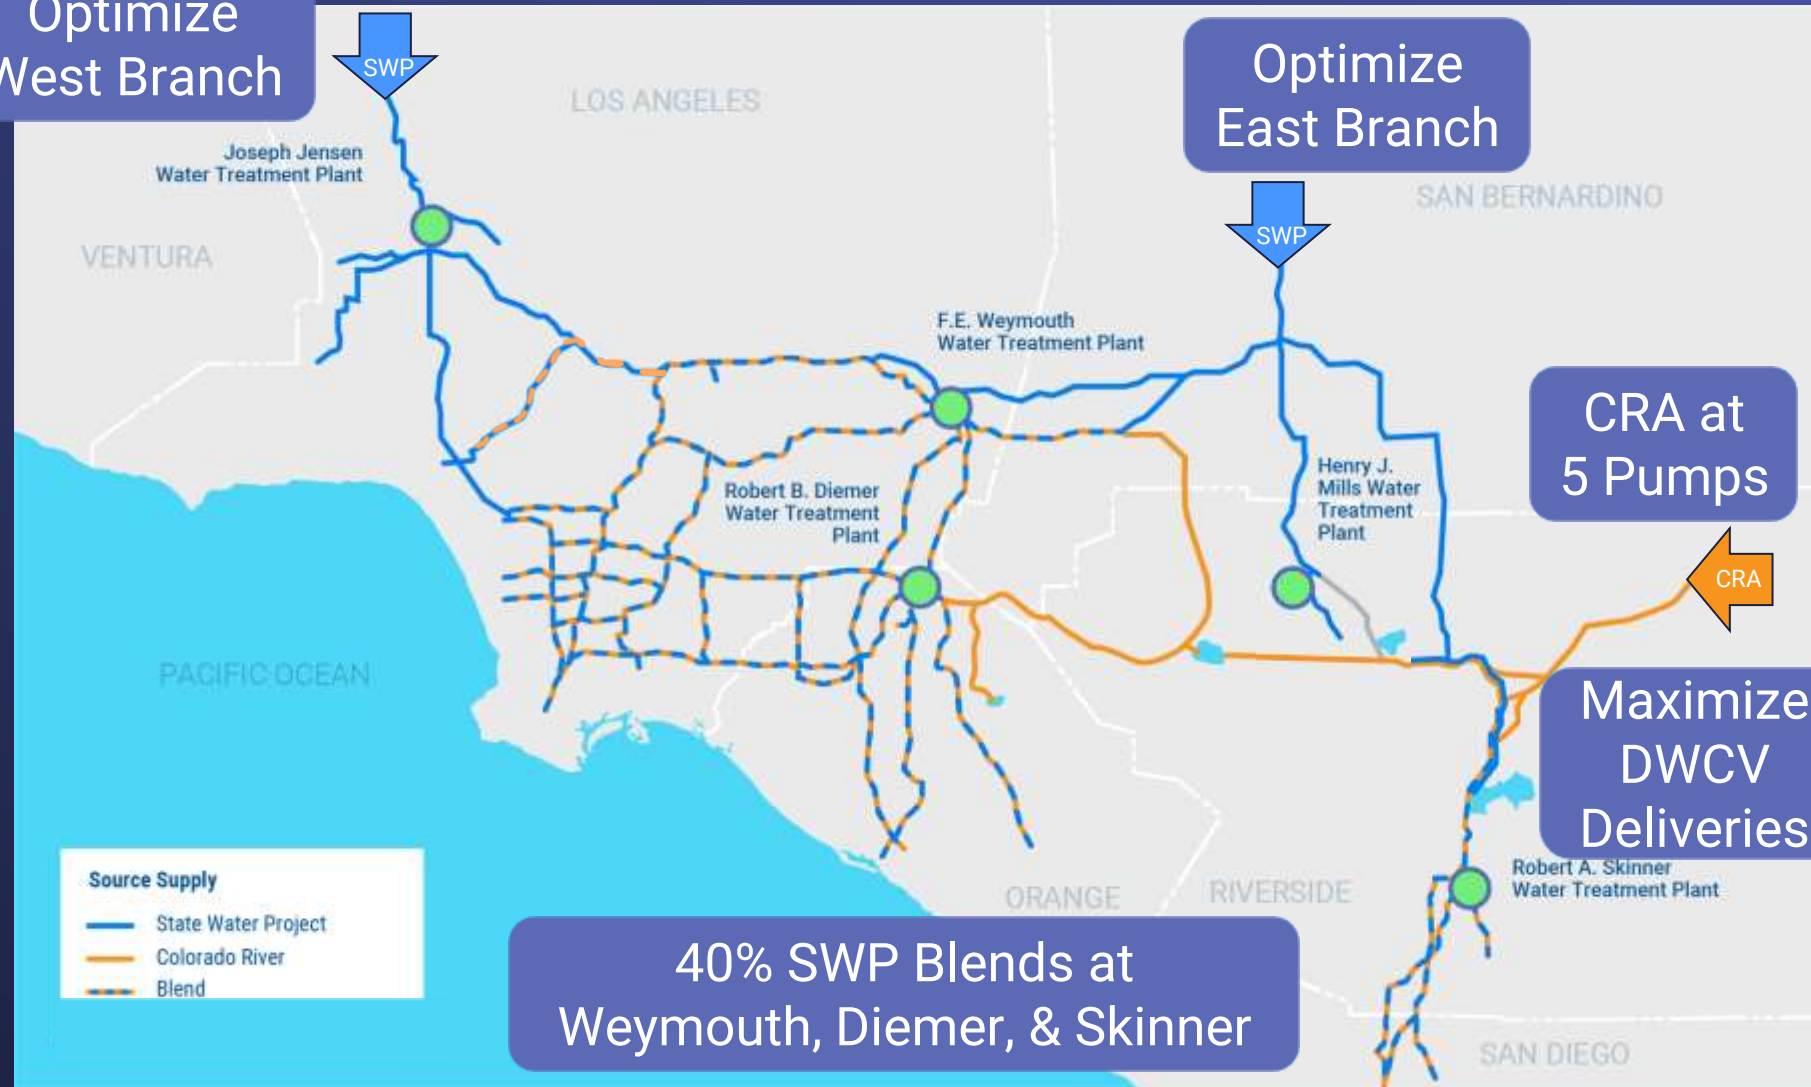 Optimize
West Branch
SWP
LOS ANGELES
Optimize
East Branch
Joseph Jensen
Water Treatment Plant
SAN BERNARDINO
SWP
VENTURA
F.E. Weymouth
Water Treatment Plant
CRA at
5 Pumps
Henry J.
Mills Water
Treatment
Plant
Robert B. Diemer
Water Treatment
Plant
CRA
PACIFIC OCEAN
Maximize
DWCV
Deliveries
Robert A. Skinner
Water Treatment Plant
Source Supply
State Water Project
Colorado River
Blend
ORANGE
RIVERSIDE
40% SWP Blends at
Weymouth, Diemer, & Skinner
SAN DIEGO